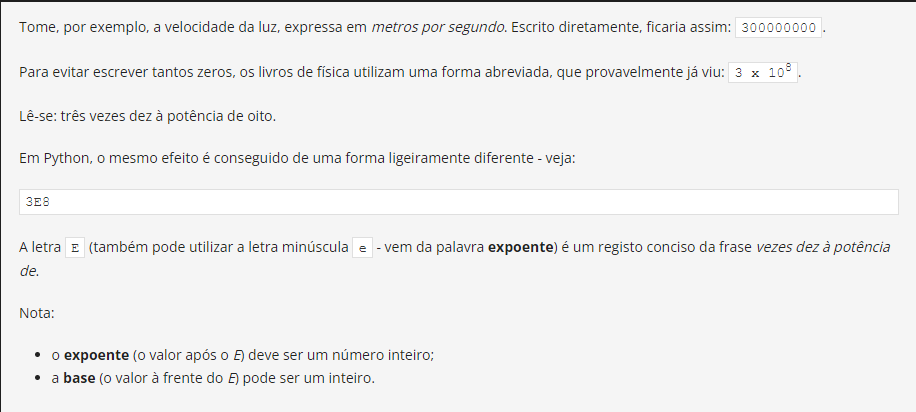 Tome, por exemplo, a velocidade da luz, expressa em metros por segundo. Escrito diretamente, ficaria assim: 300000000.
Para evitar escrever tantos zeros, os livros de física utilizam uma forma abreviada, que provavelmente já viu: 3 x 10⁸.
Lê-se: três vezes dez à potência de oito.
Em Python, o mesmo efeito é conseguido de uma forma ligeiramente diferente - veja:
3E8
A letra E (também pode utilizar a letra minúscula e - vem da palavra expoente) é um registo conciso da frase vezes dez à potência
de.
Nota:
• o expoente (o valor após o E) deve ser um número inteiro;
• a base (o valor à frente do E) pode ser um inteiro.